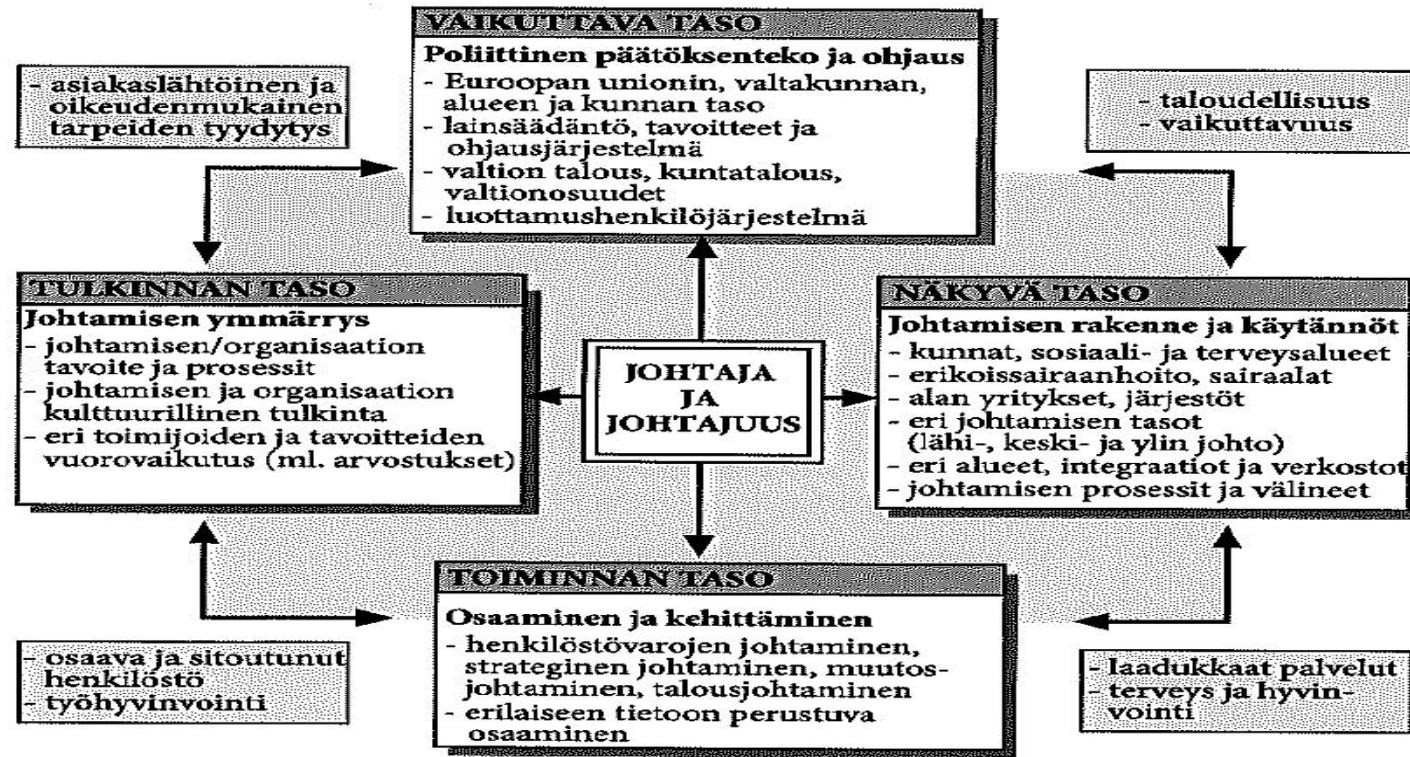 VAIKUTTAVA TASO
Poliittinen päätöksenteko ja ohjaus
- Euroopan unionin, valtakunnan,
alueen ja kunnan taso
- lainsäädäntö, tavoitteet ja
ohjausjärjestelmä
- valtion talous, kuntatalous,
valtionosuudet
- luottamushenkilöjärjestelmä
- asiakaslähtöinen ja
oikeudenmukainen
tarpeiden tyydytys
- taloudellisuus
- vaikuttavuus
TULKINNAN TASO
Johtamisen ymmärrys
- johtamisen/organisaation
tavoite ja prosessit
- johtamisen ja organisaation
kulttuurillinen tulkinta
- eri toimijoiden ja tavoitteiden
vuorovaikutus (ml. arvostukset)
JOHTAJA
JA
JOHTAJUUS
NÄKYVÄ TASO
Johtamisen rakenne ja käytännöt
- kunnat, sosiaali- ja terveysalueet
- erikoissairaanhoito, sairaalat
- alan yritykset, järjestöt
- eri johtamisen tasot
(lähi-, keski- ja ylin johto)
- eri alueet, integraatiot ja verkostot
- johtamisen prosessit ja välineet
TOIMINNAN TASO
Osaaminen ja kehittäminen
- henkilöstövarojen johtaminen,
strateginen johtaminen, muutos-
johtaminen, talousjohtaminen
- erilaiseen tietoon perustuva
osaaminen
- osaava ja sitoutunut
henkilöstö
- työhyvinvointi
- laadukkaat palvelut
- terveys ja hyvin-
vointi